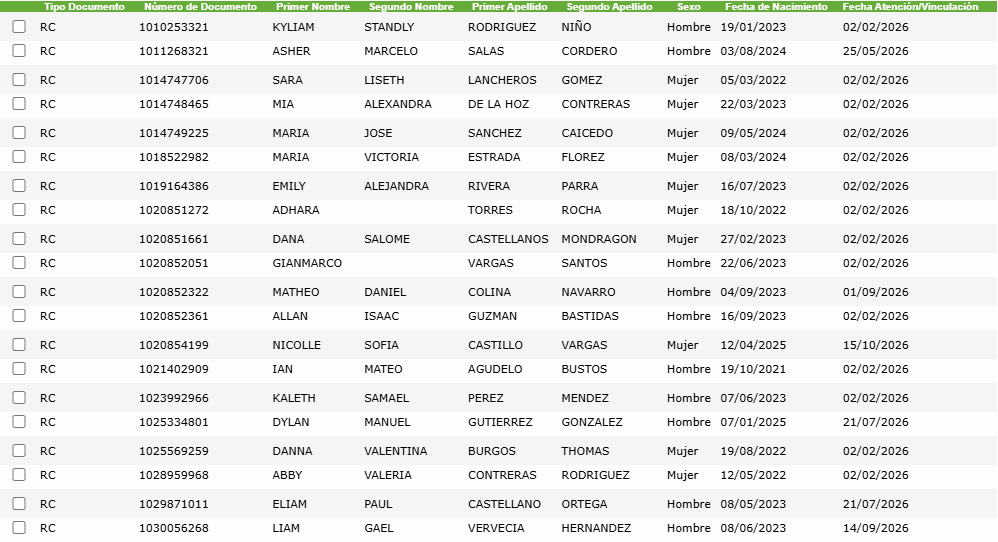 Tipo Documento Número de Documento Primer Nombre Segundo Nombre Primer Apellido Segundo Apellido Sexo Fecha de Nacimiento Fecha Atención/Vinculación
RC 1010253321 KYLIAM STANDLY RODRIGUEZ NIÑO Hombre 19/01/2023 02/02/2026
RC 1011268321 ASHER MARCELO SALAS CORDERO Hombre 03/08/2024 25/05/2026
RC 1014747706 SARA LISETH LANCHEROS GOMEZ Mujer 05/03/2022 02/02/2026
RC 1014748465 MIA ALEXANDRA DE LA HOZ CONTRERAS Mujer 22/03/2023 02/02/2026
RC 1014749225 MARIA JOSE SANCHEZ CAICEDO Mujer 09/05/2024 02/02/2026
RC 1018522982 MARIA VICTORIA ESTRADA FLOREZ Mujer 08/03/2024 02/02/2026
RC 1019164386 EMILY ALEJANDRA RIVERA PARRA Mujer 16/07/2023 02/02/2026
RC 1020851272 ADHARA TORRES ROCHA Mujer 18/10/2022 02/02/2026
RC 1020851661 DANA SALOME CASTELLANOS MONDRAGON Mujer 27/02/2023 02/02/2026
RC 1020852051 GIANMARCO VARGAS SANTOS Hombre 22/06/2023 02/02/2026
RC 1020852322 MATHEO DANIEL COLINA NAVARRO Hombre 04/09/2023 01/09/2026
RC 1020852361 ALLAN ISAAC GUZMAN BASTIDAS Hombre 16/09/2023 02/02/2026
RC 1020854199 NICOLLE SOFIA CASTILLO VARGAS Mujer 12/04/2025 15/10/2026
RC 1021402909 IAN MATEO AGUDELO BUSTOS Hombre 19/10/2021 02/02/2026
RC 1023992966 KALETH SAMAEL PEREZ MENDEZ Hombre 07/06/2023 02/02/2026
RC 1025334801 DYLAN MANUEL GUTIERREZ GONZALEZ Hombre 07/01/2025 21/07/2026
RC 1025569259 DANNA VALENTINA BURGOS THOMAS Mujer 19/08/2022 02/02/2026
RC 1028959968 ABBY VALERIA CONTRERAS RODRIGUEZ Mujer 12/05/2022 02/02/2026
RC 1029871011 ELIAM PAUL CASTELLANO ORTEGA Hombre 08/05/2023 21/07/2026
RC 1030056268 LIAM GAEL VERVECIA HERNANDEZ Hombre 08/06/2023 14/09/2026